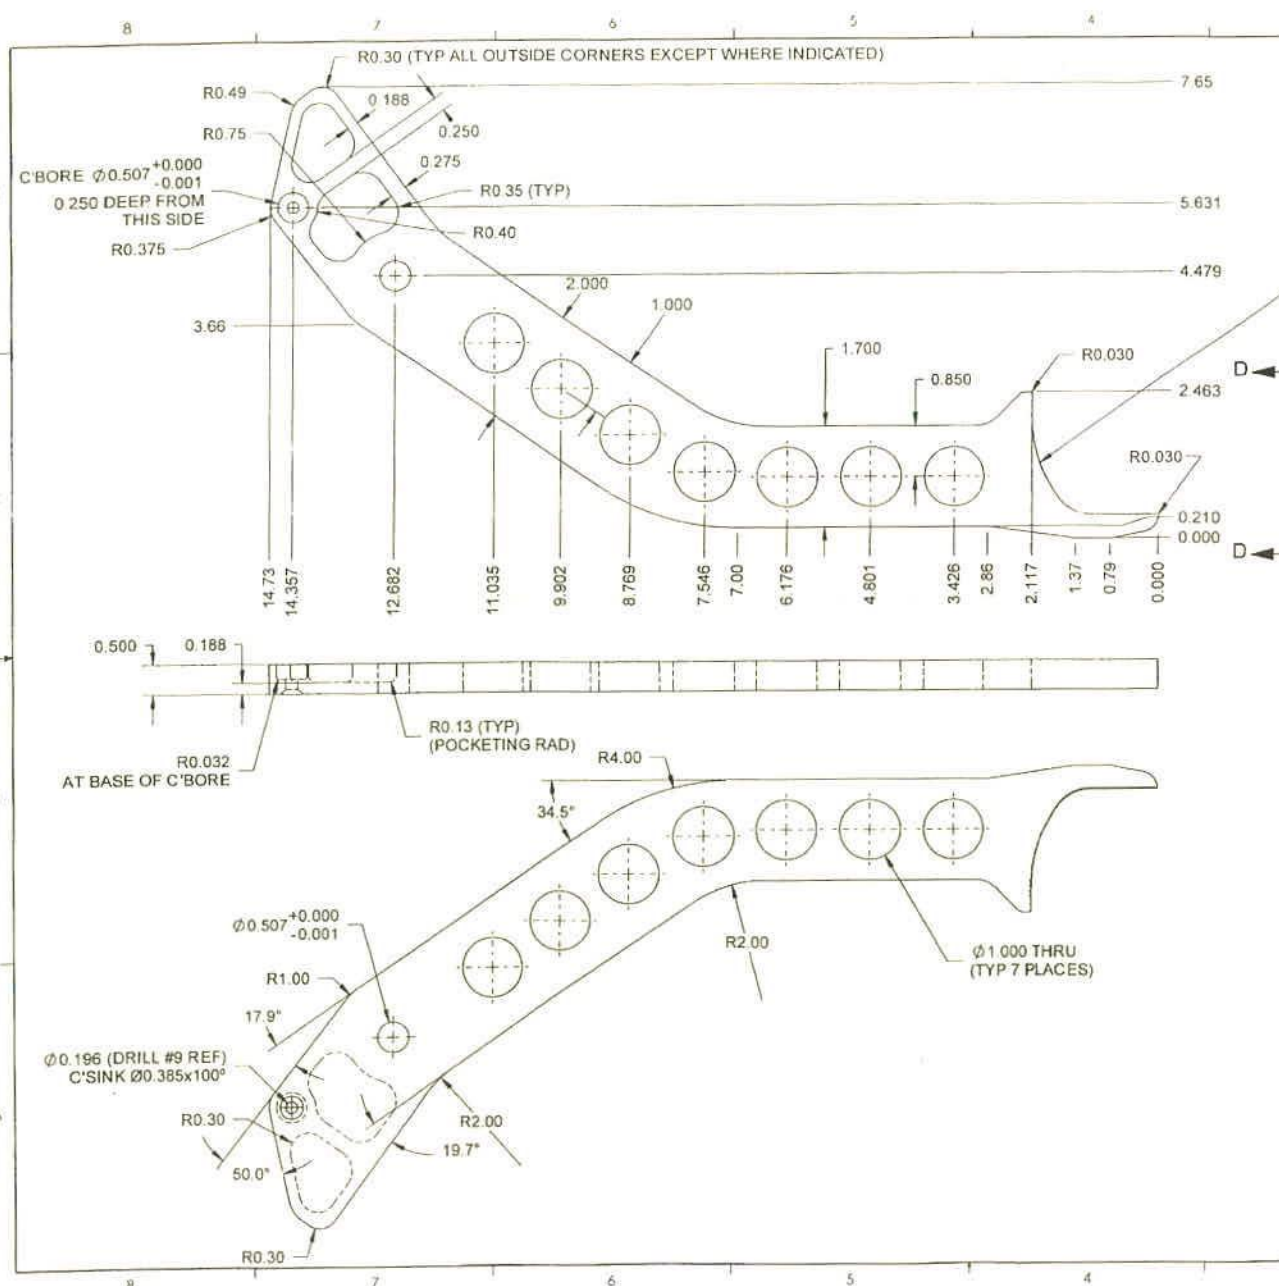 8
7
6
5
4
R0.30 (TYP ALL OUTSIDE CORNERS EXCEPT WHERE INDICATED)
7.65
R0.49
0.188
R0.75
0.250
C'BORE Ø0.507 +0.000
-0.001
0.250 DEEP FROM
THIS SIDE
0.275
R0.35 (TYP)
5.631
R0.375
R0.40
4.479
2.000
1.000
3.66
1.700
R0.030
D
0.850
2.463
R0.030
0.210
0.000
D
14.73
14.357
12.682
11.035
9.902
8.769
7.546
7.00
6.176
4.801
3.426
2.86
2.117
1.37
0.79
0.000
0.500
0.188
R0.13 (TYP)
(POCKETING RAD)
R0.032
AT BASE OF C'BORE
R4.00
34.5°
Ø0.507 +0.000
-0.001
R2.00
Ø1.000 THRU
(TYP 7 PLACES)
R1.00
17.9°
Ø0.196 (DRILL #9 REF)
C'SINK Ø0.385x100°
R0.30
R2.00
19.7°
50.0°
R0.30
8
7
6
5
4